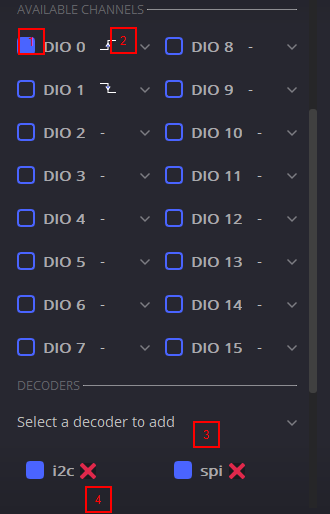 AVAILABLE CHANNELS
1 DIO 0 2 DIO 8 -
DIO 1 DIO 9 -
DIO 2 - DIO 10 -
DIO 3 - DIO 11 -
DIO 4 - DIO 12 -
DIO 5 - DIO 13 -
DIO 6 - DIO 14 -
DIO 7 - DIO 15 -
DECODERS
Select a decoder to add
3
i2c spi
4